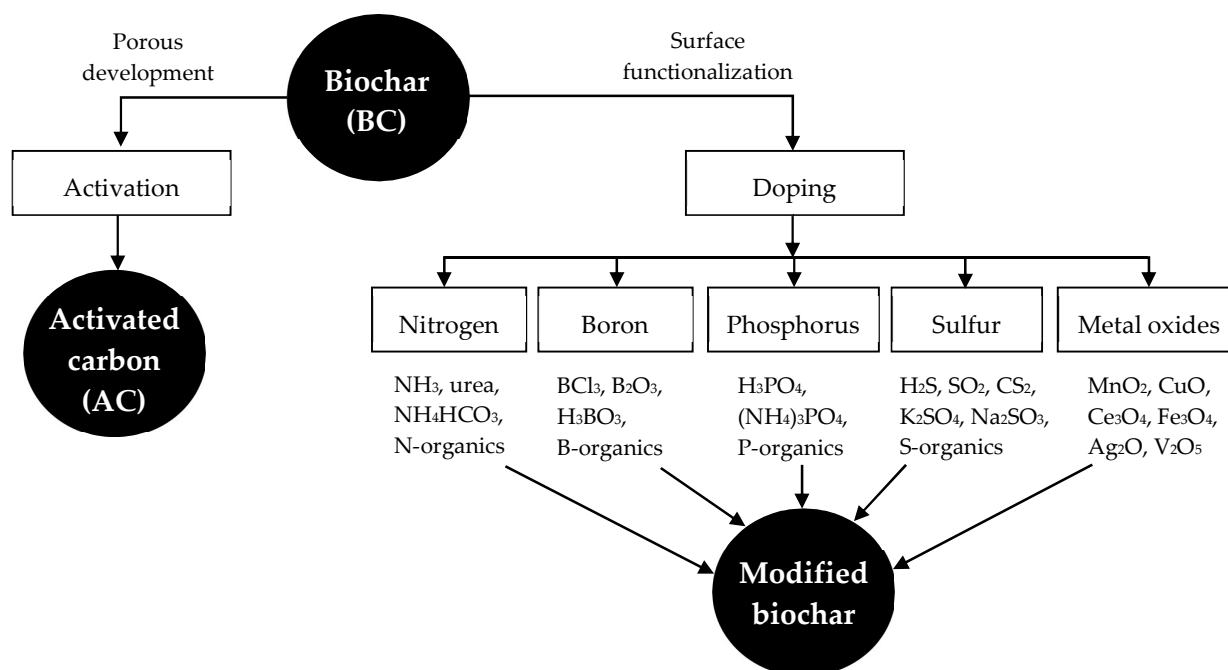 Porous
development
Surface
functionalization
Biochar
(BC)
Activation
Doping
Activated
carbon
(AC)
Nitrogen
Boron
Phosphorus
Sulfur
Metal oxides
NH₃, urea,
NH₄HCO₃,
N-organics
BCl₃, B₂O₃,
H₃BO₃,
B-organics
H₃PO₄,
(NH₄)₃PO₄,
P-organics
H₂S, SO₂, CS₂,
K₂SO₄, Na₂SO₃,
S-organics
MnO₂, CuO,
Ce₃O₄, Fe₃O₄,
Ag₂O, V₂O₅
Modified
biochar